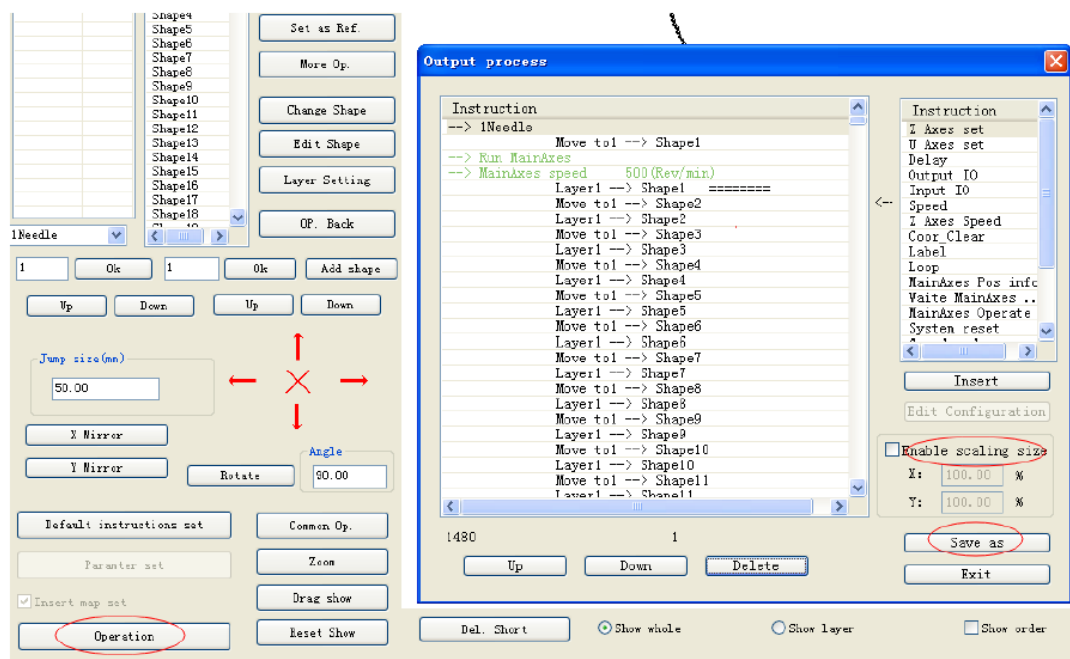 Shape4
Shape5
Shape6
Shape7
Shape8
Shape9
Shape10
Shape11
Shape12
Shape13
Shape14
Shape15
Shape16
Shape17
Shape18
1Needle
Set as Ref.
More Op.
Change Shape
Edit Shape
Layer Setting
OP. Back
1 Ok 1 Ok Add shape
Up Down Up Down
Jump size(mm)
50.00
X Mirror
Y Mirror
Rotate
Angle
90.00
Default instructions set
Common Op.
Paramter set
Zoom
Insert map set
Drag show
Operation
Reset Show
Output process
Instruction
--> 1Needle
Move to1 --> Shape1
--> Run MainAxes
--> MainAxes speed 500(Rev/min)
Layer1 --> Shape1 ========
Move to1 --> Shape2
Layer1 --> Shape2
Move to1 --> Shape3
Layer1 --> Shape3
Move to1 --> Shape4
Layer1 --> Shape4
Move to1 --> Shape5
Layer1 --> Shape5
Move to1 --> Shape6
Layer1 --> Shape6
Move to1 --> Shape7
Layer1 --> Shape7
Move to1 --> Shape8
Layer1 --> Shape8
Move to1 --> Shape9
Layer1 --> Shape9
Move to1 --> Shape10
Layer1 --> Shape10
Move to1 --> Shape11
Layer1 --> Shape11
1480 1
Up Down Delete
<--
Instruction
Z Axes set
U Axes set
Delay
Output IO
Input IO
Speed
Z Axes Speed
Coor_Clear
Label
Loop
MainAxes Pos info
Waite MainAxes ..
MainAxes Operate
System reset
Insert
Edit Configuration
Enable scaling size
X: 100.00 %
Y: 100.00 %
Save as
Exit
Del. Short
Show whole
Show layer
Show order